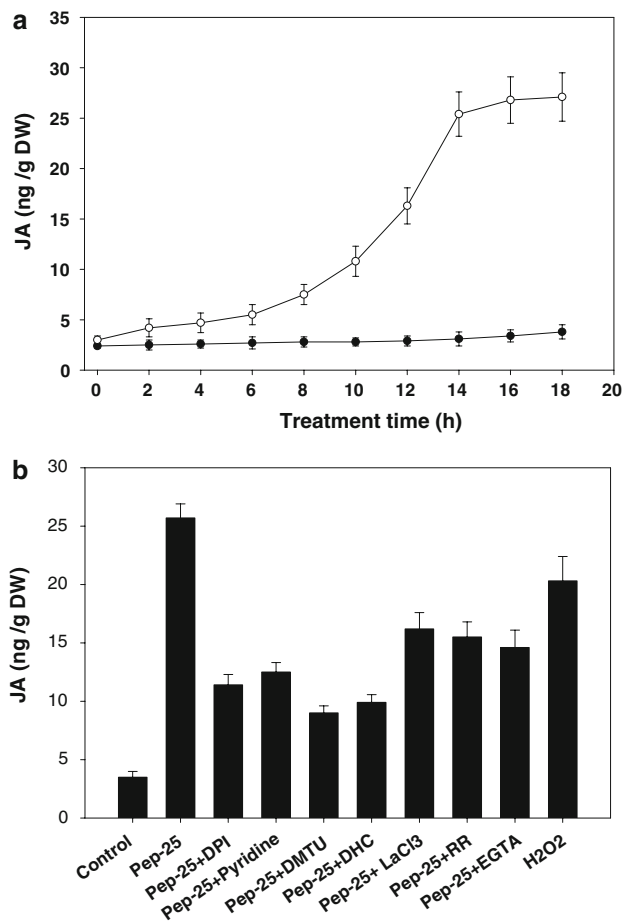 a
JA (ng /g DW)
35
30
25
20
15
10
5
0
0 2 4 6 8 10 12 14 16 18 20
Treatment time (h)
b
JA (ng /g DW)
30
25
20
15
10
5
0
Control
Pep-25
Pep-25+DPI
Pep-25+Pyridine
Pep-25+DMTU
Pep-25+DHC
Pep-25+ LaCl3
Pep-25+RR
Pep-25+EGTA
H2O2